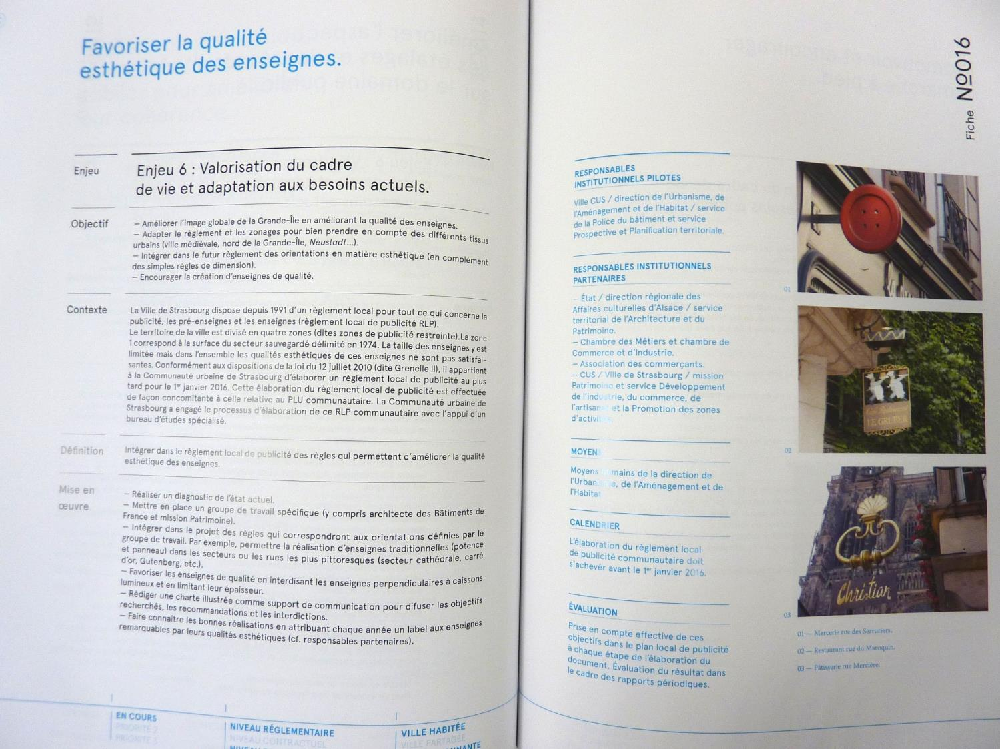 Favoriser la qualité
esthétique des enseignes.
Enjeu
Enjeu 6 : Valorisation du cadre
de vie et adaptation aux besoins actuels.
Objectif
— Améliorer l'image globale de la Grande-Île en améliorant la qualité des enseignes.
— Adapter le règlement et les zonages pour bien prendre en compte des différents tissus
urbains (ville médiévale, nord de la Grande-Île, Neustadt...).
— Intégrer dans le futur règlement des orientations en matière esthétique (en complément
des simples règles de dimension).
— Encourager la création d'enseignes de qualité.
Contexte
La Ville de Strasbourg dispose depuis 1991 d'un règlement local pour tout ce qui concerne la
publicité, les pré-enseignes et les enseignes (règlement local de publicité RLP).
Le territoire de la ville est divisé en quatre zones (dites zones de publicité restreinte).La zone
1 correspond à la surface du secteur sauvegardé délimité en 1974. La taille des enseignes y est
limitée mais dans l'ensemble les qualités esthétiques de ces enseignes ne sont pas satisfai-
santes. Conformément aux dispositions de la loi du 12 juillet 2010 (dite Grenelle II), il appartient
à la Communauté urbaine de Strasbourg d'élaborer un règlement local de publicité au plus
tard pour le 1er janvier 2016. Cette élaboration du règlement local de publicité est effectuée
de façon concomitante à celle relative au PLU communautaire. La Communauté urbaine de
Strasbourg a engagé le processus d'élaboration de ce RLP communautaire avec l'appui d'un
bureau d'études spécialisé.
Définition
Intégrer dans le règlement local de publicité des règles qui permettent d'améliorer la qualité
esthétique des enseignes.
Mise en
œuvre
— Réaliser un diagnostic de l'état actuel.
— Mettre en place un groupe de travail spécifique (y compris architecte des Bâtiments de
France et mission Patrimoine).
— Intégrer dans le projet des règles qui correspondront aux orientations définies par le
groupe de travail. Par exemple, permettre la réalisation d'enseignes traditionnelles (potence
et panneau) dans les secteurs ou les rues les plus pittoresques (secteur cathédrale, carré
d'or, Gutenberg, etc.).
— Favoriser les enseignes de qualité en interdisant les enseignes perpendiculaires à caissons
lumineux et en limitant leur épaisseur.
— Rédiger une charte illustrée comme support de communication pour difuser les objectifs
recherchés, les recommandations et les interdictions.
— Faire connaître les bonnes réalisations en attribuant chaque année un label aux enseignes
remarquables par leurs qualités esthétiques (cf. responsables partenaires).
EN COURS
PRIORITÉ 2
PRIORITÉ 3
NIVEAU RÉGLEMENTAIRE
NIVEAU CONTRACTUEL
VILLE HABITÉE
VILLE PARTAGÉE
Fiche Nº016
RESPONSABLES
INSTITUTIONNELS PILOTES
Ville CUS / direction de l'Urbanisme, de
l'Aménagement et de l'Habitat / service
de la Police du bâtiment et service
Prospective et Planification territoriale.
RESPONSABLES INSTITUTIONNELS
PARTENAIRES
— État / direction régionale des
Affaires culturelles d'Alsace / service
territorial de l'Architecture et du
Patrimoine.
— Chambre des Métiers et chambre de
Commerce et d'Industrie.
— Association des commerçants.
— CUS / Ville de Strasbourg / mission
Patrimoine et service Développement
de l'industrie, du commerce, de
l'artisanat et la Promotion des zones
d'activi
MOYEN
Moyens humains de la direction de
l'Urbanisme, de l'Aménagement et de
l'Habitat
CALENDRIER
L'élaboration du règlement local
de publicité communautaire doit
s'achever avant le 1er janvier 2016.
ÉVALUATION
Prise en compte effective de ces
objectifs dans le plan local de publicité
à chaque étape de l'élaboration du
document. Évaluation du résultat dans
le cadre des rapports périodiques.
01
02
LE GRUBER
03
Christian
01 — Mercerie rue des Serruriers.
02 — Restaurant rue du Maroquin.
03 — Pâtisserie rue Mercière.